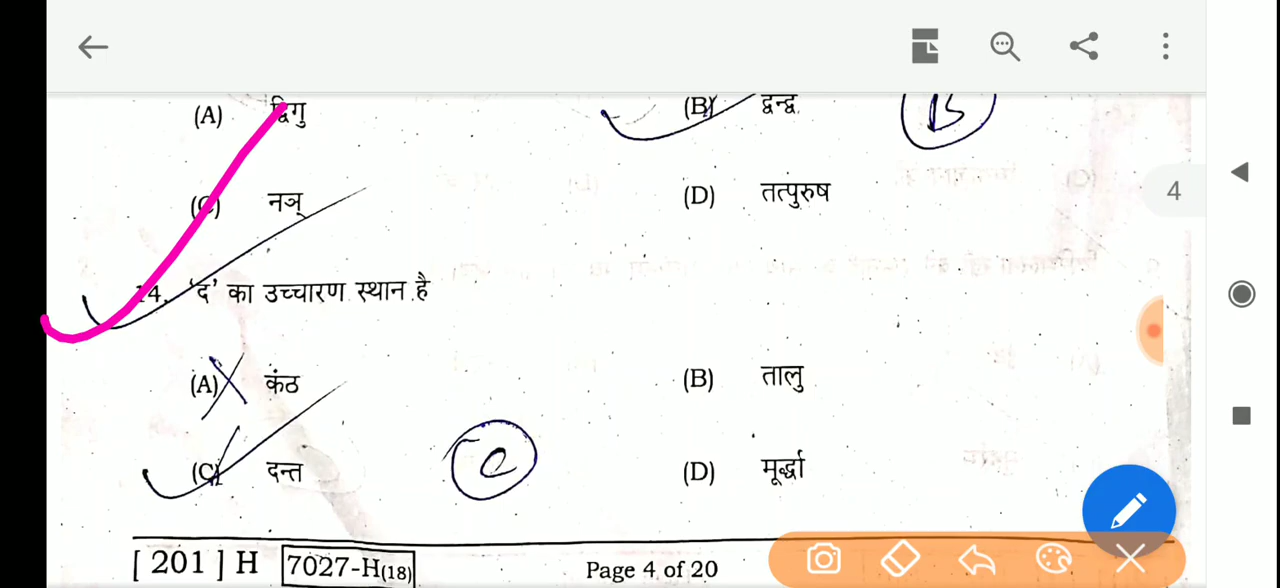 (A) द्विगु (B) द्वन्द्व B
4
(C) नञ् (D) तत्पुरुष
14. 'द' का उच्चारण स्थान है
(A) कंठ (B) तालु
(C) दन्त C (D) मूर्द्धा
[ 201 ] H 7027-H(18) Page 4 of 20